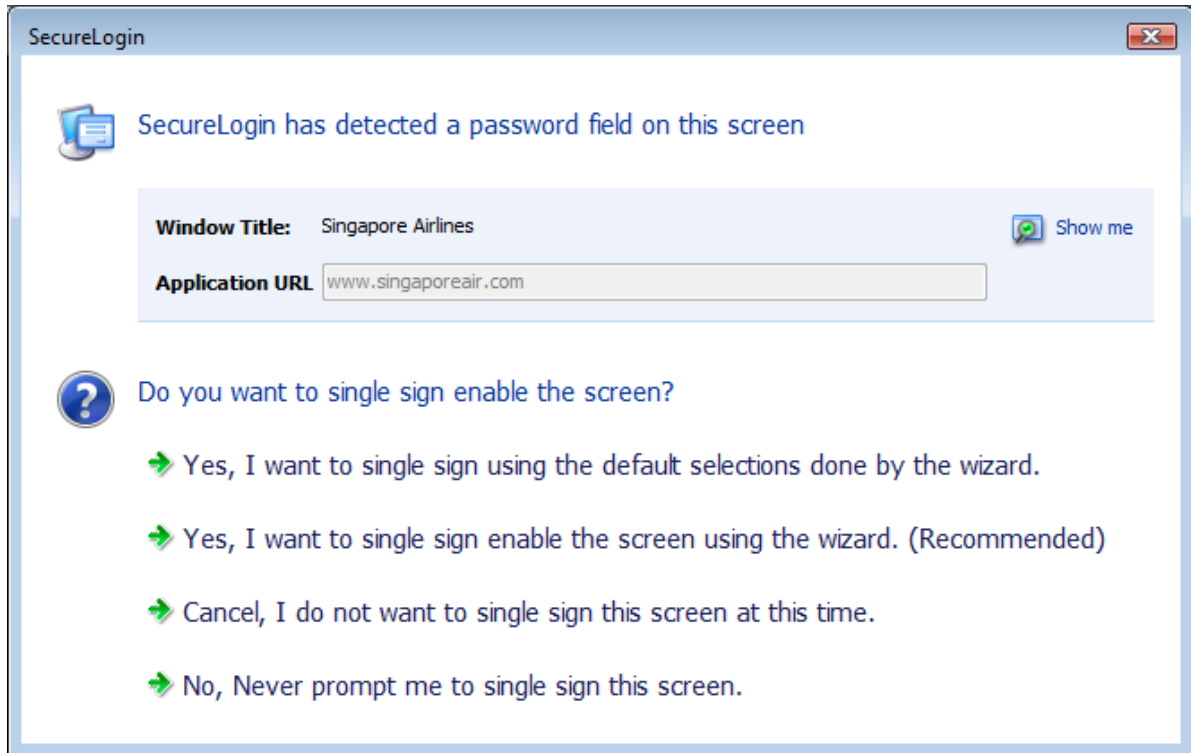 SecureLogin
SecureLogin has detected a password field on this screen
Window Title: Singapore Airlines Show me
Application URL www.singaporeair.com
Do you want to single sign enable the screen?
Yes, I want to single sign using the default selections done by the wizard.
Yes, I want to single sign enable the screen using the wizard. (Recommended)
Cancel, I do not want to single sign this screen at this time.
No, Never prompt me to single sign this screen.